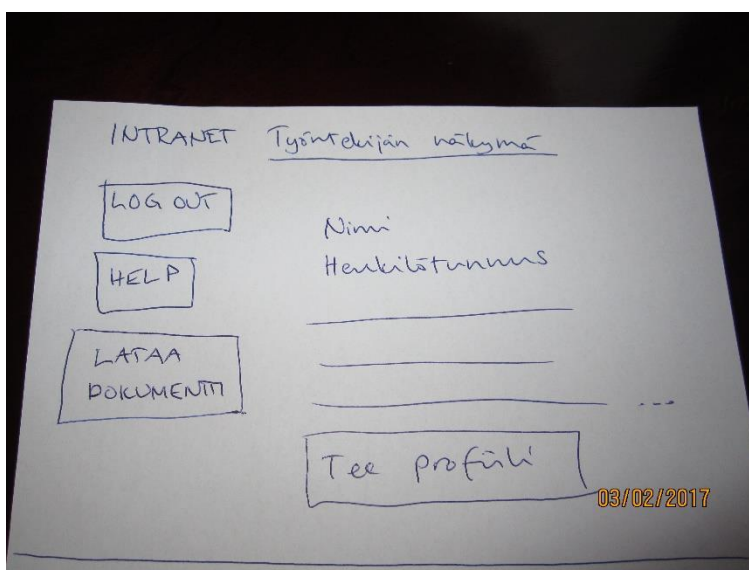 INTRANET Työntekijän näkymä
LOG OUT
HELP
LATAA
DOKUMENTTI
Nimi
Henkilötunnus
...
Tee profiili
03/02/2017